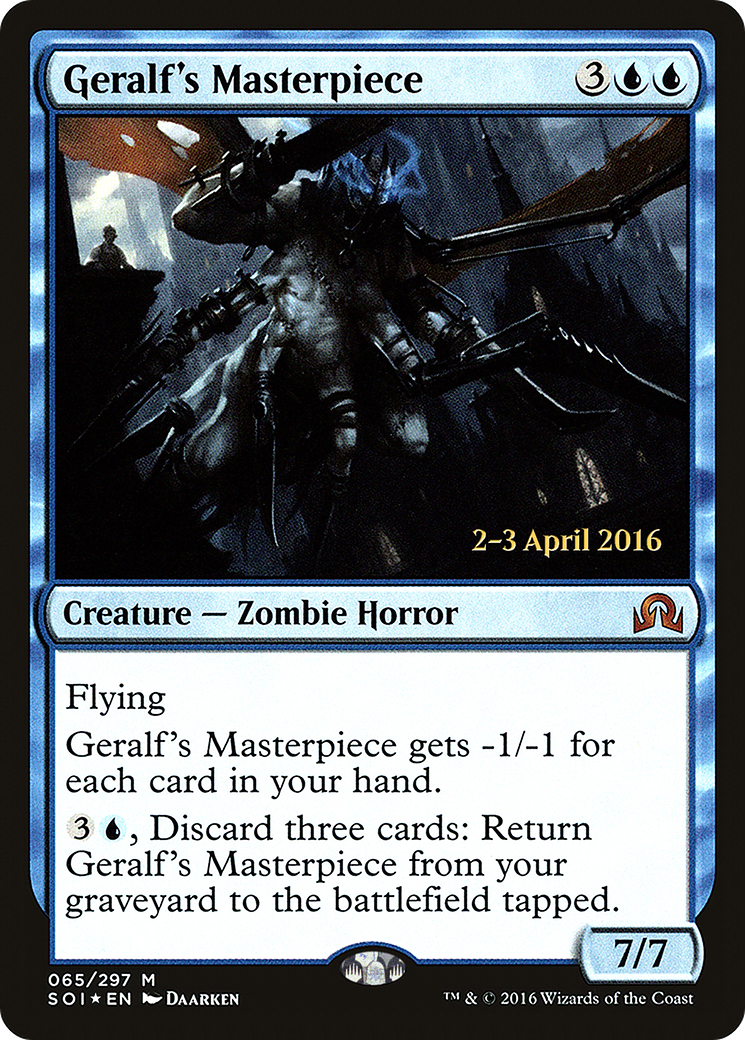 Geralf's Masterpiece 3
2–3 April 2016
Creature — Zombie Horror
Flying
Geralf's Masterpiece gets -1/-1 for
each card in your hand.
3, Discard three cards: Return
Geralf's Masterpiece from your
graveyard to the battlefield tapped.
7/7
065/297 M
SOI★EN Daarken
™ & © 2016 Wizards of the Coast